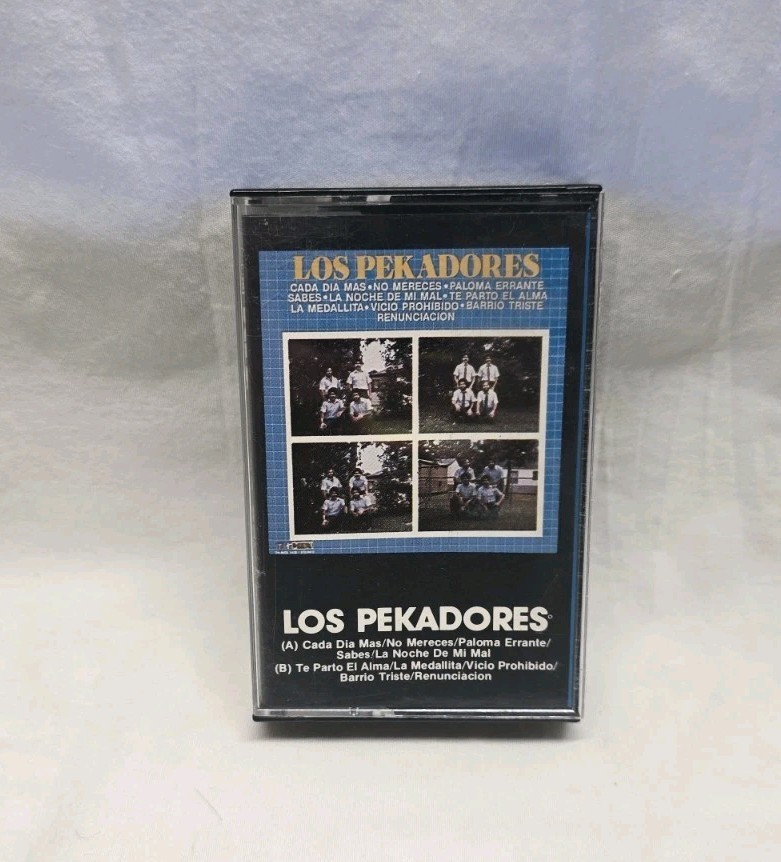 LOS PEKADORES
CADA DIA MAS•NO MERECES•PALOMA ERRANTE
SABES•LA NOCHE DE MI MAL•TE PARTO EL ALMA
LA MEDALLITA•VICIO PROHIBIDO•BARRIO TRISTE
RENUNCIACION
LOS PEKADORES
(A) Cada Dia Mas/No Mereces/Paloma Errante/
Sabes/La Noche De Mi Mal
(B) Te Parto El Alma/La Medallita/Vicio Prohibido/
Barrio Triste/Renunciacion